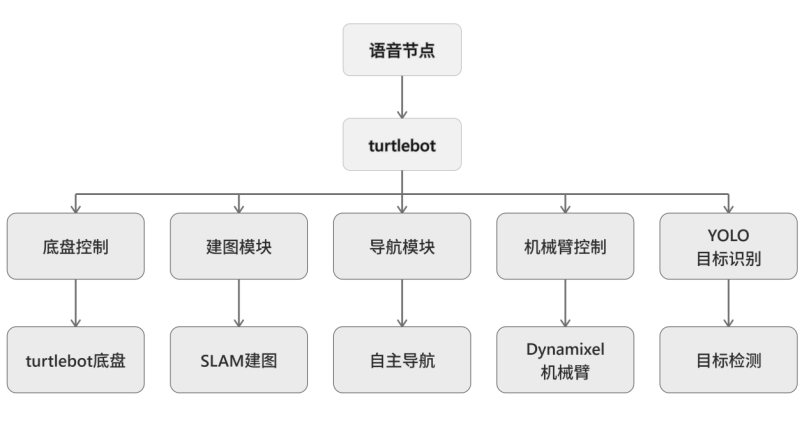 语音节点
turtlebot
底盘控制
建图模块
导航模块
机械臂控制
YOLO
目标识别
turtlebot底盘
SLAM建图
自主导航
Dynamixel
机械臂
目标检测